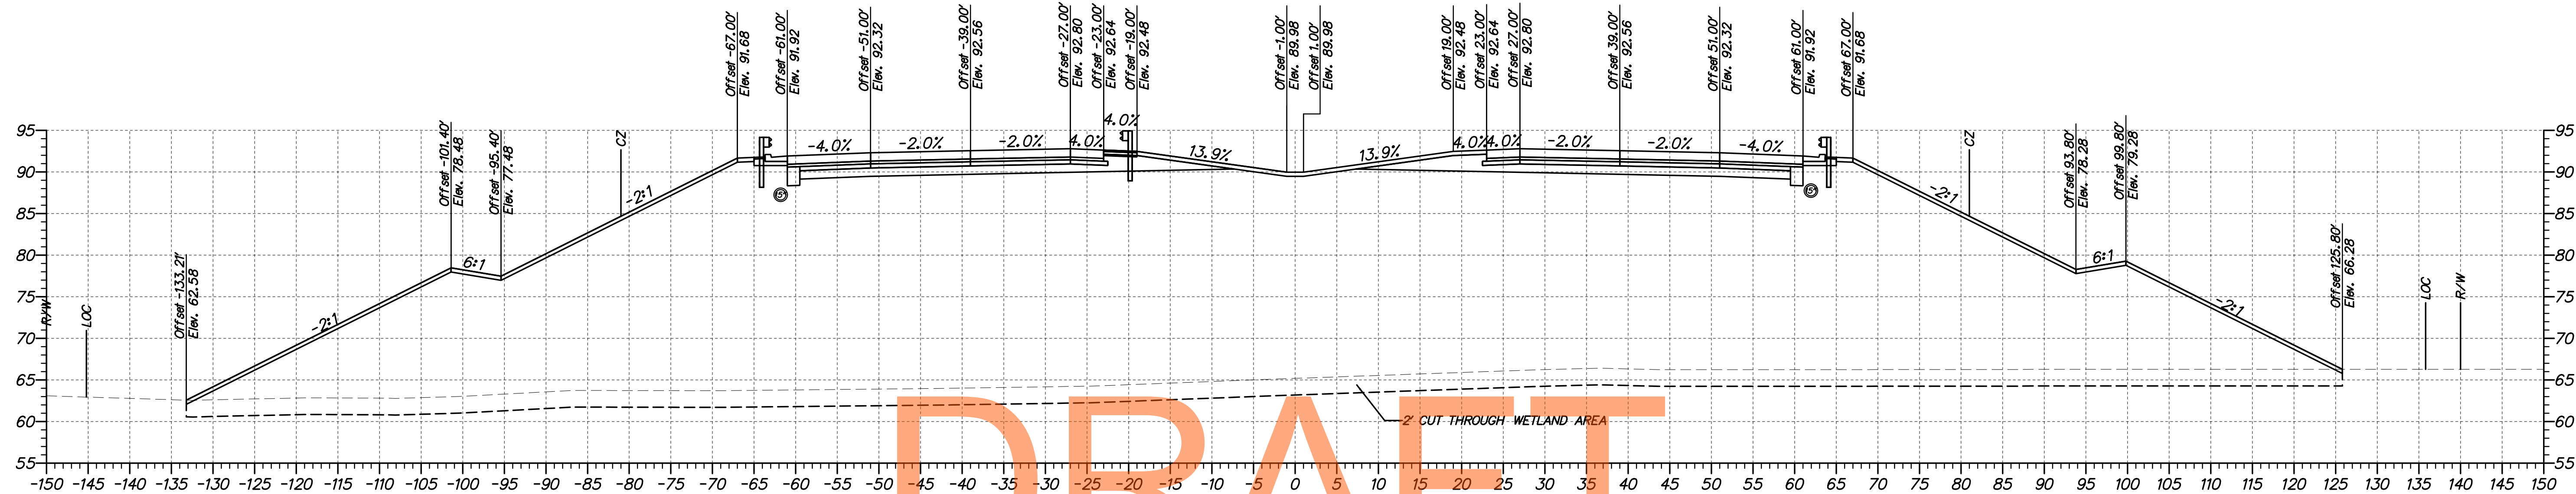 Offset -67.00'
Elev. 91.68
Offset -61.00'
Elev. 91.92
Offset -51.00'
Elev. 92.32
Offset -39.00'
Elev. 92.56
Offset -27.00'
Elev. 92.80
Offset -23.00'
Elev. 92.64
Offset -19.00'
Elev. 92.48
Offset -1.00'
Elev. 89.98
Offset 1.00'
Elev. 89.98
Offset 19.00'
Elev. 92.48
Offset 23.00'
Elev. 92.64
Offset 27.00'
Elev. 92.80
Offset 39.00'
Elev. 92.56
Offset 51.00'
Elev. 92.32
Offset 61.00'
Elev. 91.92
Offset 67.00'
Elev. 91.68
-4.0% -2.0% -2.0% 4.0% 4.0% 13.9% 13.9% 4.0% 4.0% -2.0% -2.0% -4.0%
Offset -133.21'
Elev. 62.58
Offset -101.40'
Elev. 78.48
Offset -95.40'
Elev. 77.48
CZ
CZ
Offset 93.80'
Elev. 78.28
Offset 99.80'
Elev. 79.28
Offset 125.80'
Elev. 66.28
-2:1 6:1 -2:1 -2:1 6:1 -2:1
5
5
R/W
LOC
LOC
R/W
2' CUT THROUGH WETLAND AREA
DRAFT
95 95
90 90
85 85
80 80
75 75
70 70
65 65
60 60
55 55
-150 -145 -140 -135 -130 -125 -120 -115 -110 -105 -100 -95 -90 -85 -80 -75 -70 -65 -60 -55 -50 -45 -40 -35 -30 -25 -20 -15 -10 -5 0 5 10 15 20 25 30 35 40 45 50 55 60 65 70 75 80 85 90 95 100 105 110 115 120 125 130 135 140 145 150